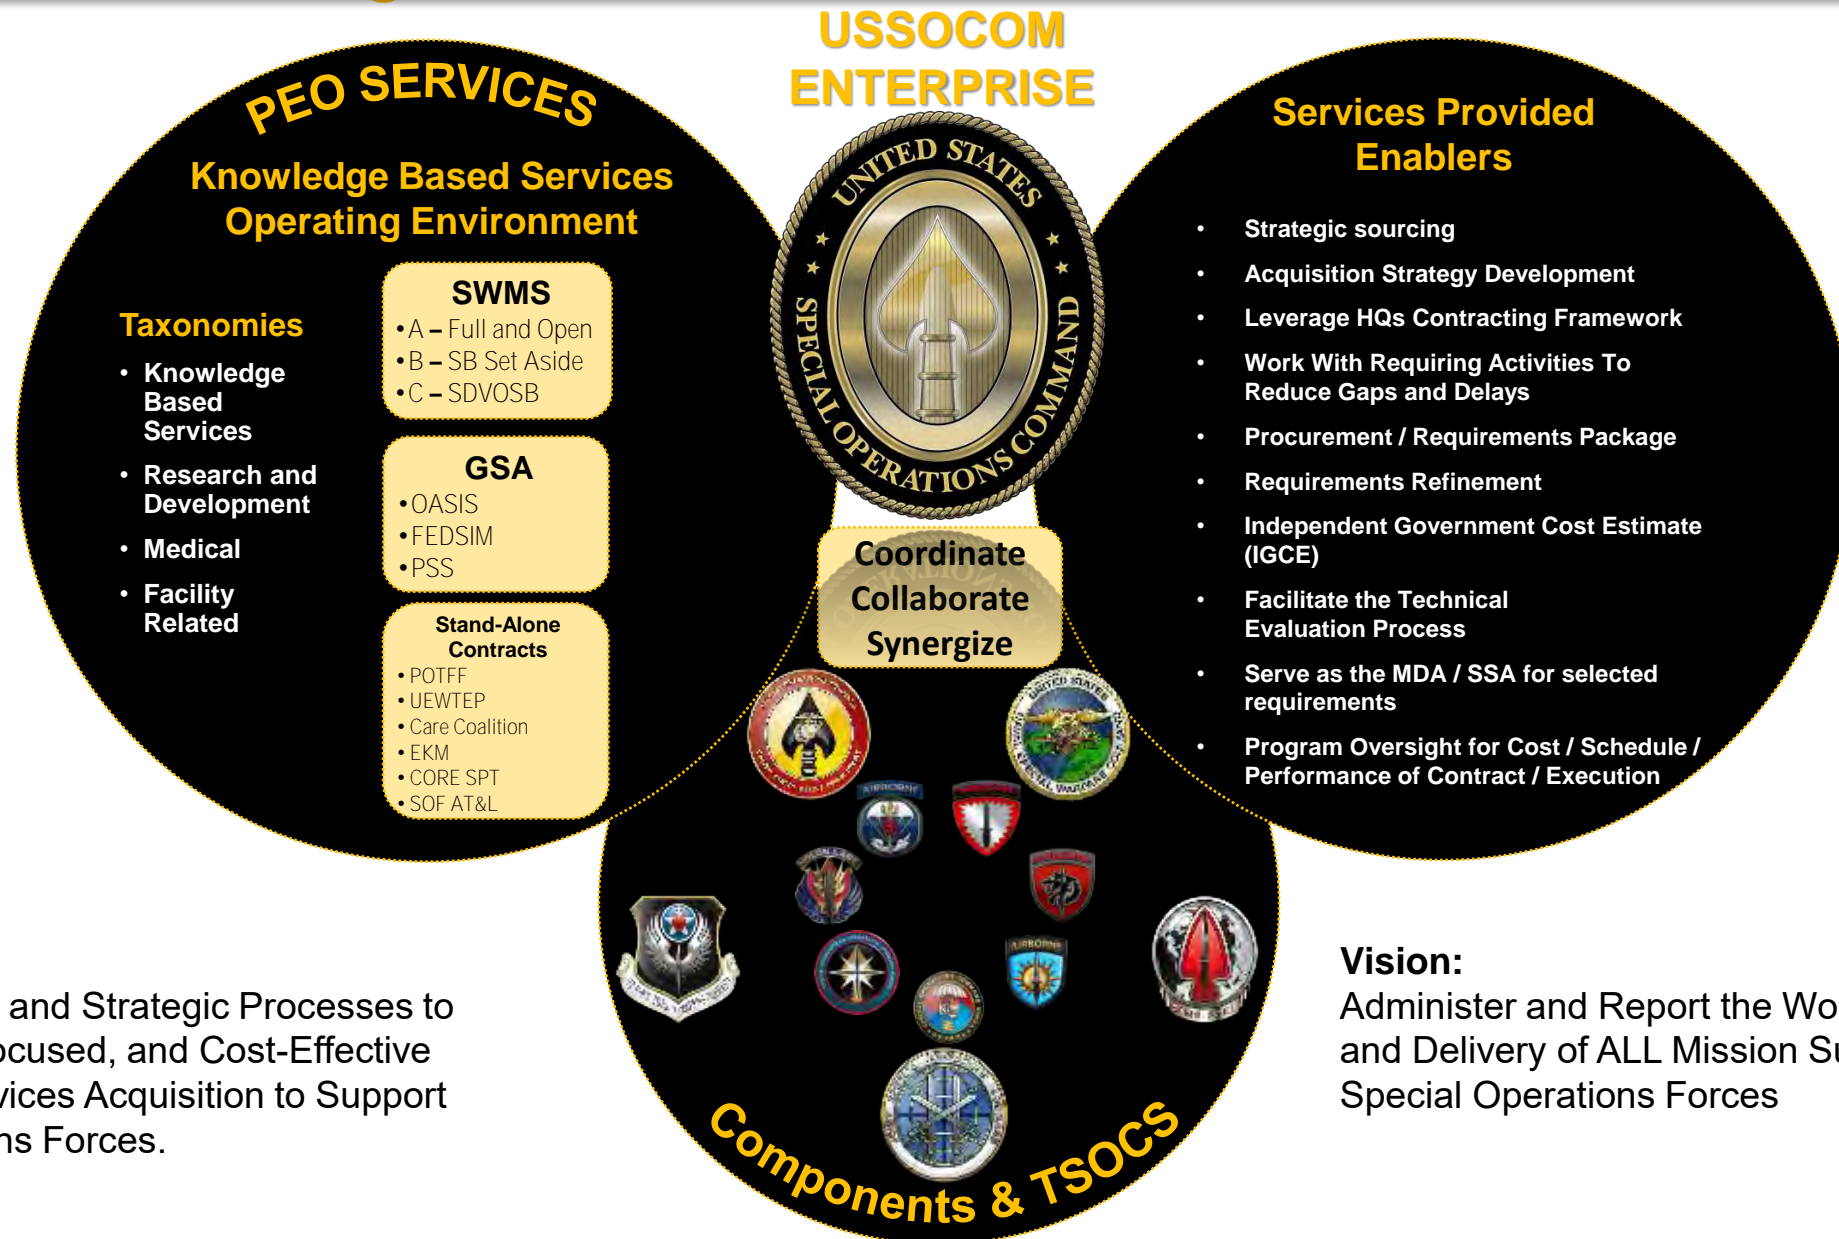 USSOCOM
ENTERPRISE
PEO SERVICES
Knowledge Based Services
Operating Environment
Taxonomies
• Knowledge
Based
Services
• Research and
Development
• Medical
• Facility
Related
SWMS
• A – Full and Open
• B – SB Set Aside
• C – SDVOSB
GSA
• OASIS
• FEDSIM
• PSS
Stand-Alone
Contracts
• POTFF
• UEWTEP
• Care Coalition
• EKM
• CORE SPT
• SOF AT&L
UNITED STATES
SPECIAL OPERATIONS COMMAND
Coordinate
Collaborate
Synergize
Services Provided
Enablers
• Strategic sourcing
• Acquisition Strategy Development
• Leverage HQs Contracting Framework
• Work With Requiring Activities To
Reduce Gaps and Delays
• Procurement / Requirements Package
• Requirements Refinement
• Independent Government Cost Estimate
(IGCE)
• Facilitate the Technical
Evaluation Process
• Serve as the MDA / SSA for selected
requirements
• Program Oversight for Cost / Schedule /
Performance of Contract / Execution
AIRBORNE
AIRBORNE
Components & TSOCS
and Strategic Processes to
ocused, and Cost-Effective
vices Acquisition to Support
ns Forces.
Vision:
Administer and Report the Wo
and Delivery of ALL Mission Su
Special Operations Forces